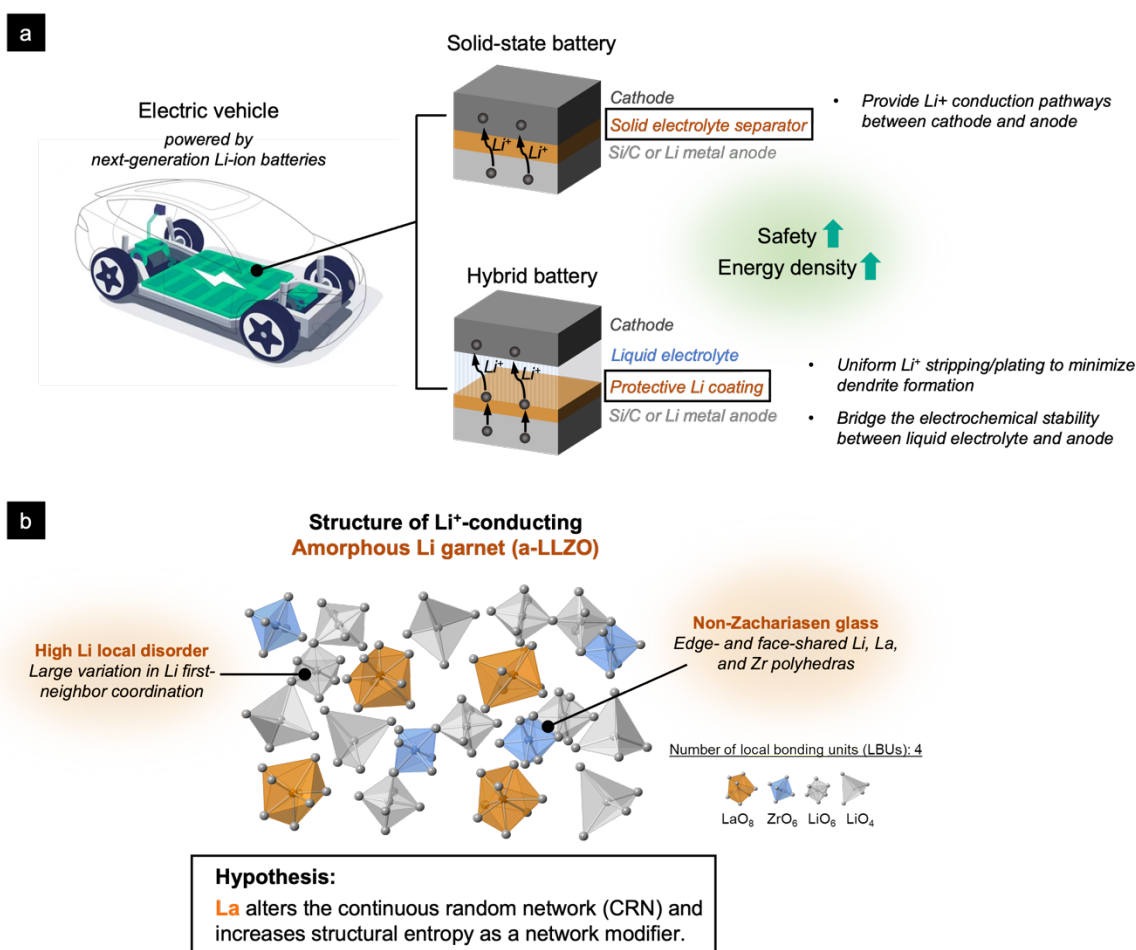 a
Solid-state battery
Electric vehicle
powered by
next-generation Li-ion batteries
Cathode
Solid electrolyte separator
Si/C or Li metal anode
Li+
Li+
• Provide Li+ conduction pathways
between cathode and anode
Safety
Energy density
Hybrid battery
Cathode
Liquid electrolyte
Protective Li coating
Si/C or Li metal anode
Li+
Li+
• Uniform Li+ stripping/plating to minimize
dendrite formation
• Bridge the electrochemical stability
between liquid electrolyte and anode
b
Structure of Li+-conducting
Amorphous Li garnet (a-LLZO)
High Li local disorder
Large variation in Li first-
neighbor coordination
Non-Zachariasen glass
Edge- and face-shared Li, La,
and Zr polyhedras
Number of local bonding units (LBUs): 4
LaO8 ZrO6 LiO6 LiO4
Hypothesis:
La alters the continuous random network (CRN) and
increases structural entropy as a network modifier.